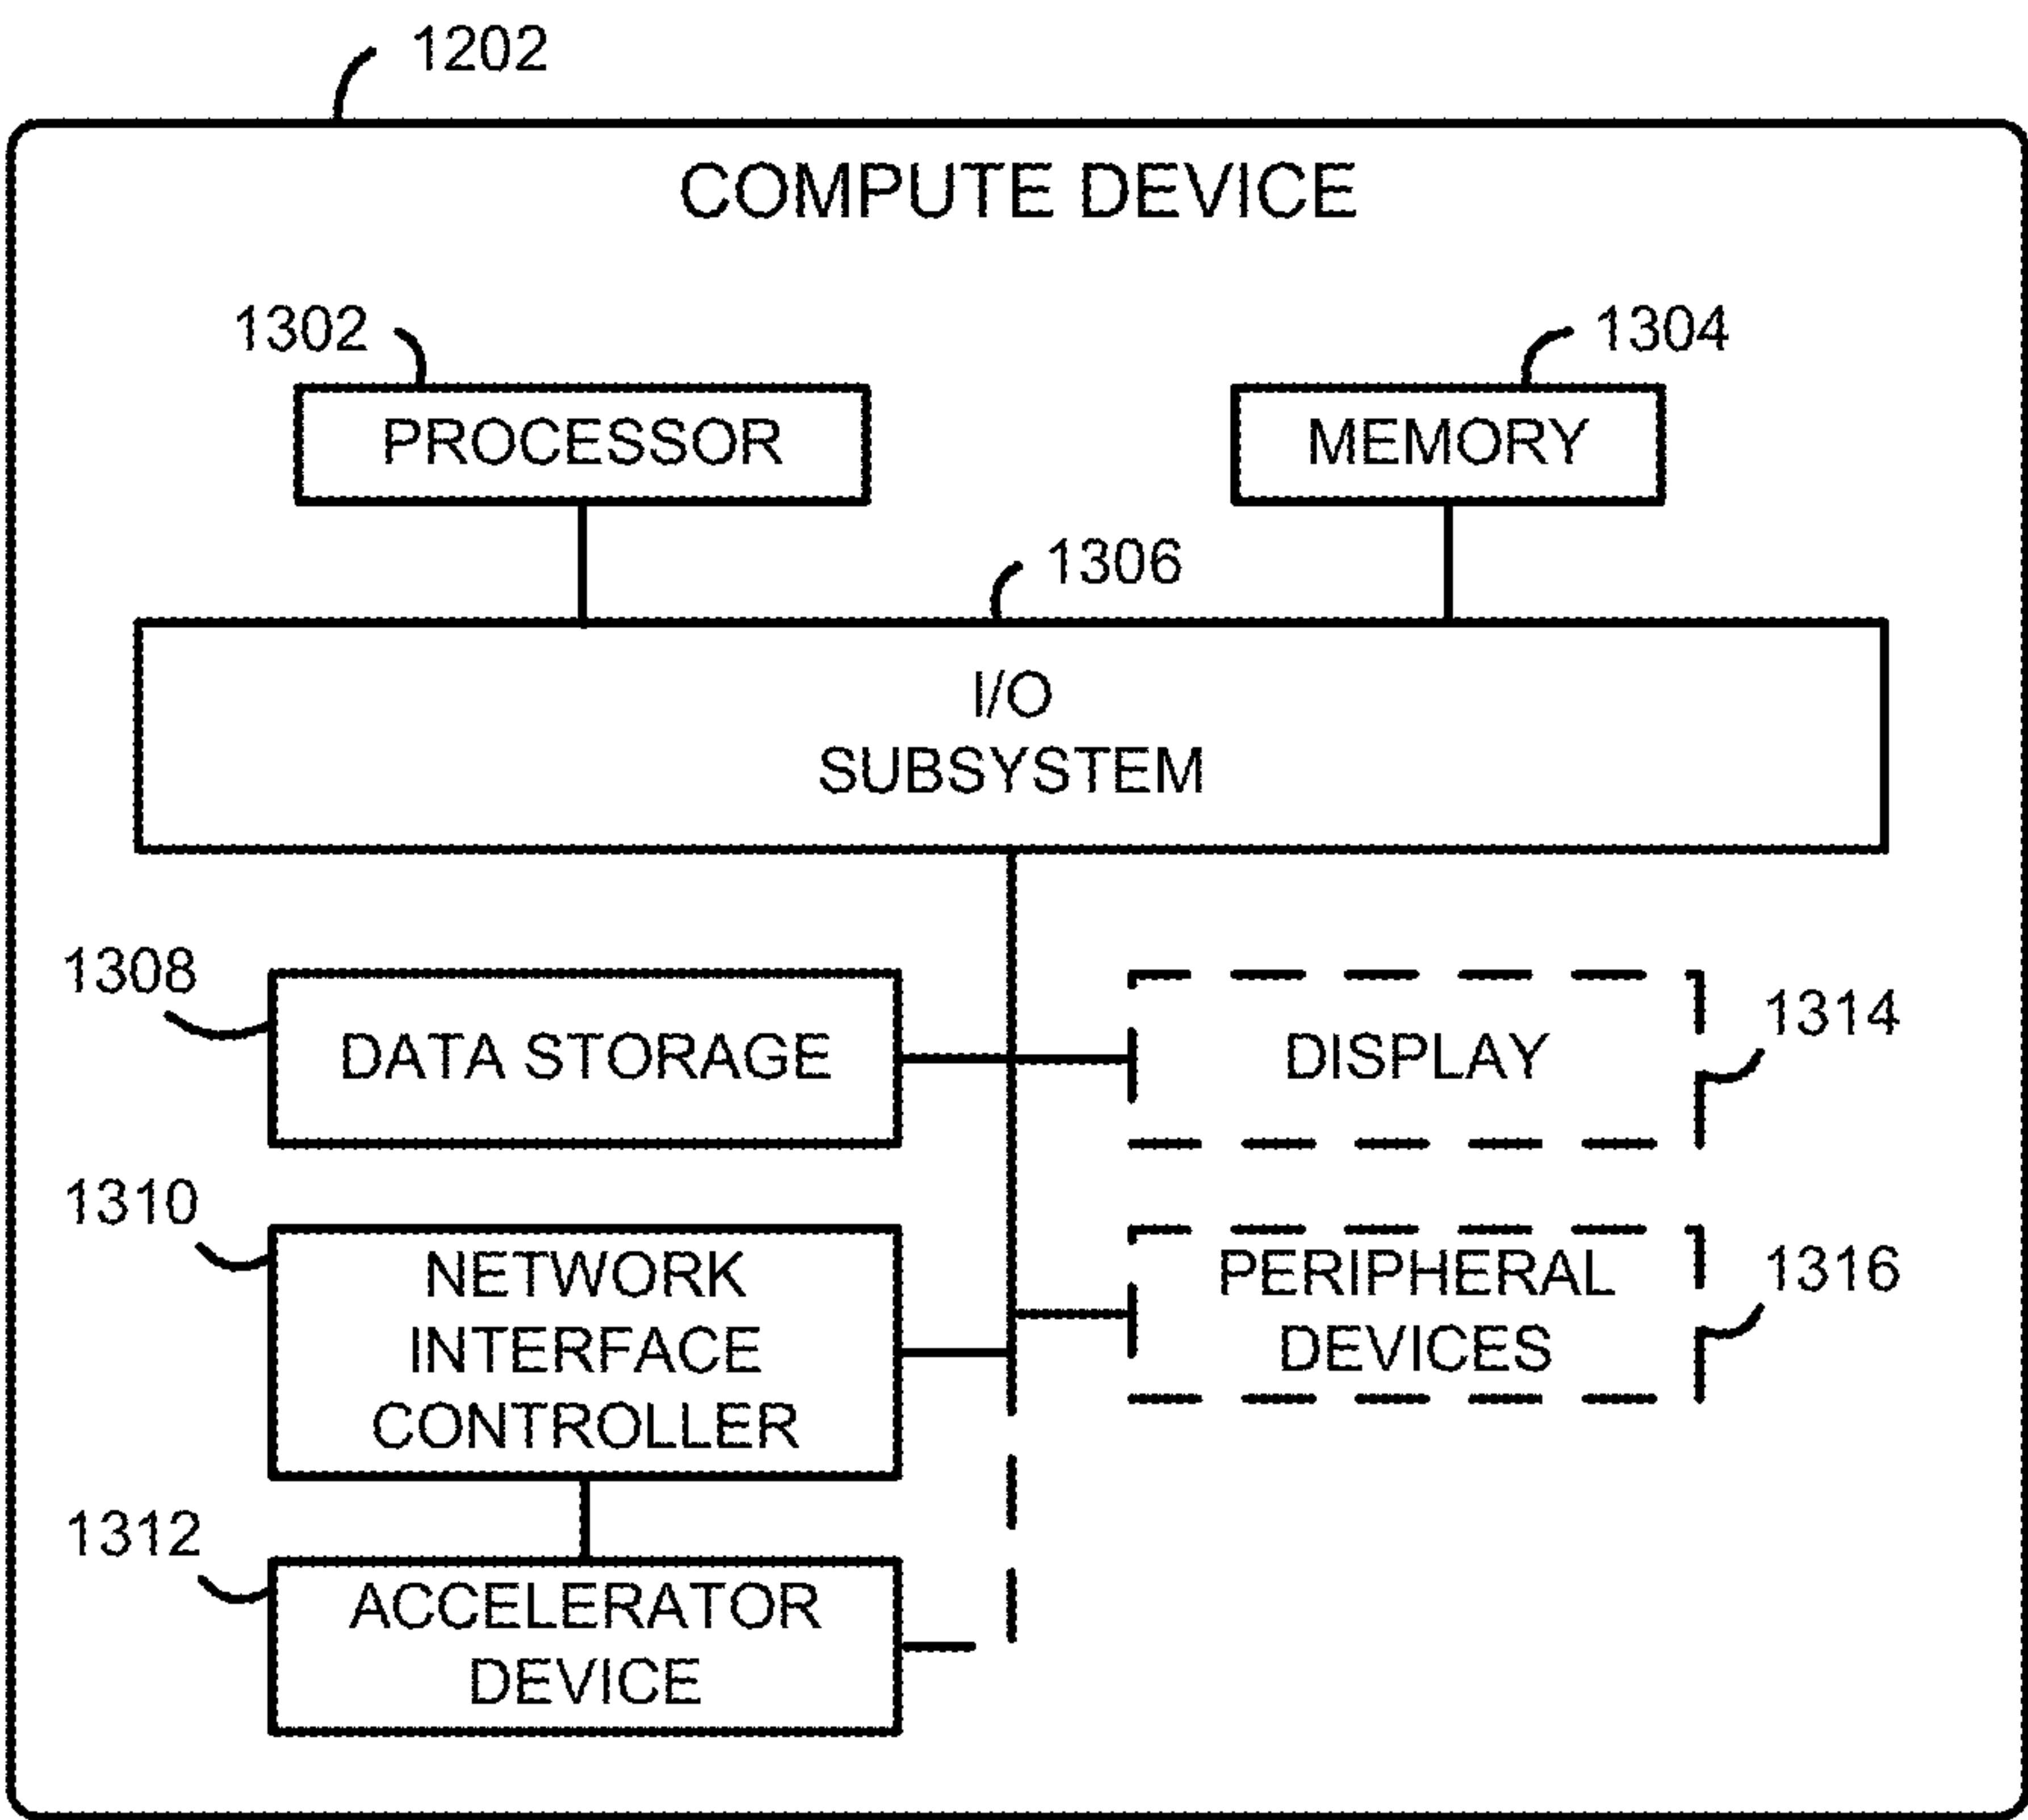 1202
COMPUTE DEVICE
1302
1304
PROCESSOR
MEMORY
1306
I/O
SUBSYSTEM
1308
DATA STORAGE
DISPLAY
1314
1310
NETWORK
INTERFACE
CONTROLLER
PERIPHERAL
DEVICES
1316
1312
ACCELERATOR
DEVICE